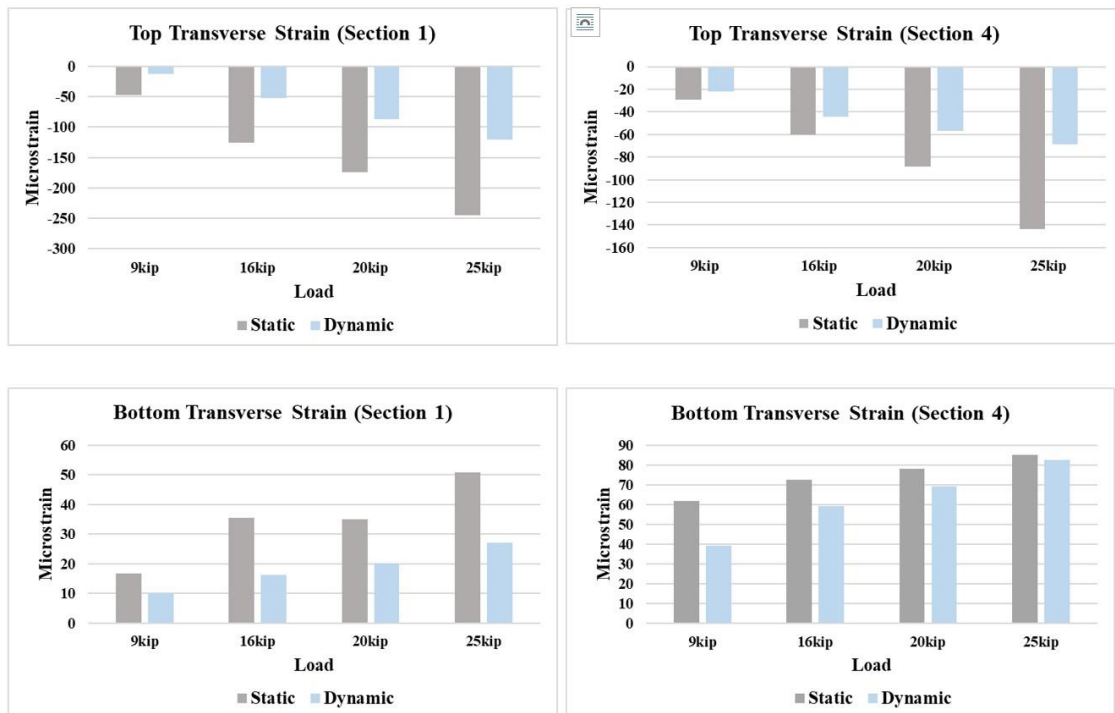 Top Transverse Strain (Section 1)
0
-50
-100
-150
-200
-250
-300
Microstrain
9kip 16kip 20kip 25kip
Load
Static Dynamic
Top Transverse Strain (Section 4)
0
-20
-40
-60
-80
-100
-120
-140
-160
Microstrain
9kip 16kip 20kip 25kip
Load
Static Dynamic
Bottom Transverse Strain (Section 1)
60
50
40
30
20
10
0
Microstrain
9kip 16kip 20kip 25kip
Load
Static Dynamic
Bottom Transverse Strain (Section 4)
90
80
70
60
50
40
30
20
10
0
Microstrain
9kip 16kip 20kip 25kip
Load
Static Dynamic